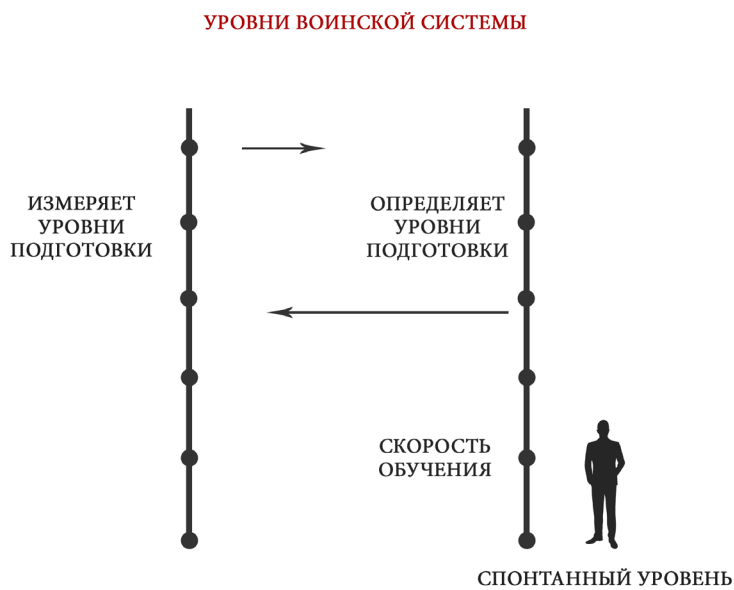 УРОВНИ ВОИНСКОЙ СИСТЕМЫ
ИЗМЕРЯЕТ
УРОВНИ
ПОДГОТОВКИ
ОПРЕДЕЛЯЕТ
УРОВНИ
ПОДГОТОВКИ
СКОРОСТЬ
ОБУЧЕНИЯ
СПОНТАННЫЙ УРОВЕНЬ